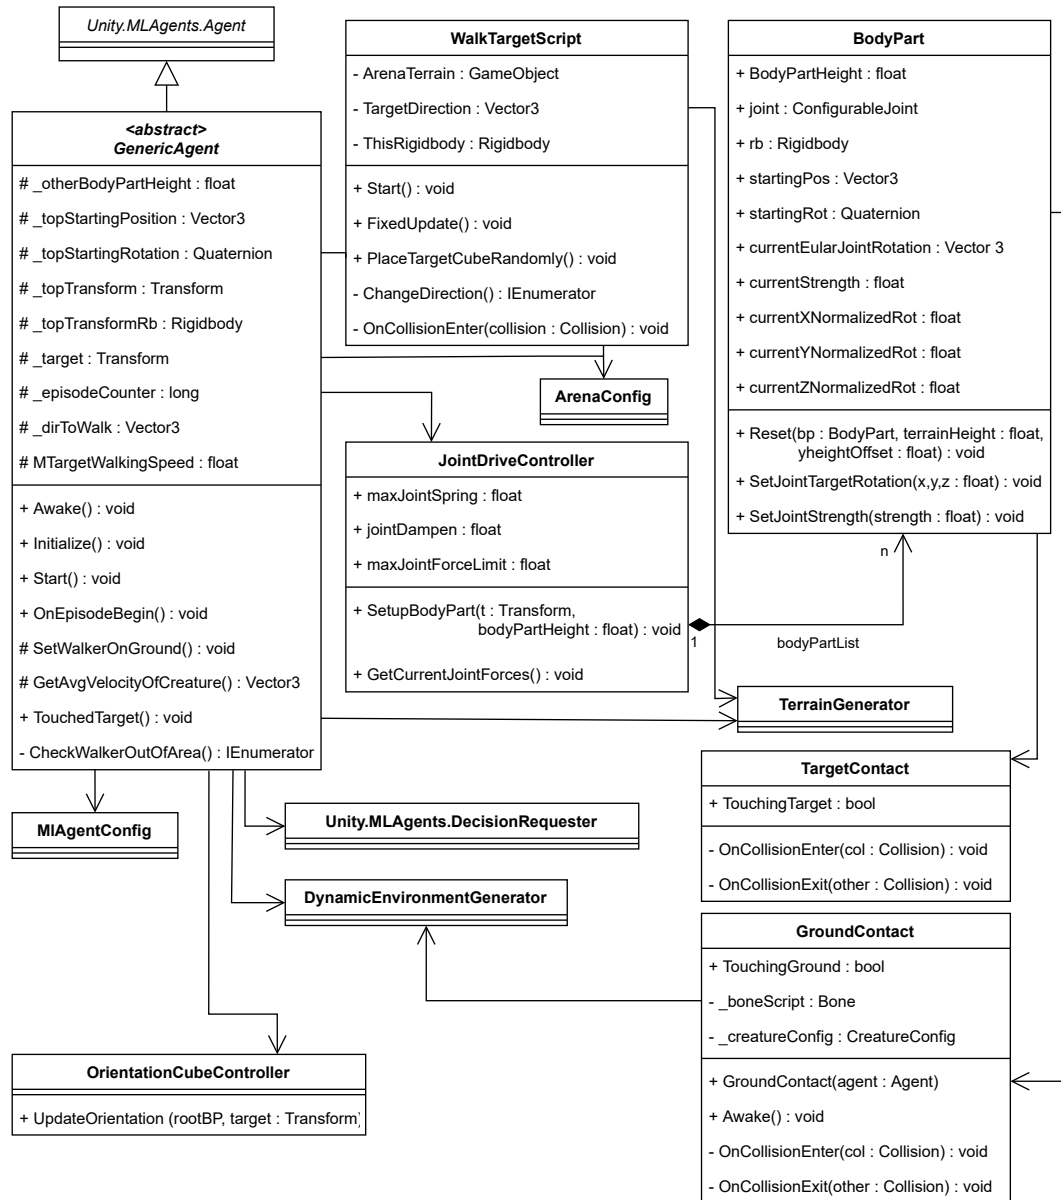 Unity.MLAgents.Agent
<abstract>
GenericAgent
# _otherBodyPartHeight : float
# _topStartingPosition : Vector3
# _topStartingRotation : Quaternion
# _topTransform : Transform
# _topTransformRb : Rigidbody
# _target : Transform
# _episodeCounter : long
# _dirToWalk : Vector3
# MTargetWalkingSpeed : float
+ Awake() : void
+ Initialize() : void
+ Start() : void
+ OnEpisodeBegin() : void
# SetWalkerOnGround() : void
# GetAvgVelocityOfCreature() : Vector3
+ TouchedTarget() : void
- CheckWalkerOutOfArea() : IEnumerator
WalkTargetScript
- ArenaTerrain : GameObject
- TargetDirection : Vector3
- ThisRigidbody : Rigidbody
+ Start() : void
+ FixedUpdate() : void
+ PlaceTargetCubeRandomly() : void
- ChangeDirection() : IEnumerator
- OnCollisionEnter(collision : Collision) : void
ArenaConfig
JointDriveController
+ maxJointSpring : float
+ jointDampen : float
+ maxJointForceLimit : float
+ SetupBodyPart(t : Transform,
bodyPartHeight : float) : void
+ GetCurrentJointForces() : void
BodyPart
+ BodyPartHeight : float
+ joint : ConfigurableJoint
+ rb : Rigidbody
+ startingPos : Vector3
+ startingRot : Quaternion
+ currentEularJointRotation : Vector 3
+ currentStrength : float
+ currentXNormalizedRot : float
+ currentYNormalizedRot : float
+ currentZNormalizedRot : float
+ Reset(bp : BodyPart, terrainHeight : float,
yheightOffset : float) : void
+ SetJointTargetRotation(x,y,z : float) : void
+ SetJointStrength(strength : float) : void
n
1
bodyPartList
TerrainGenerator
TargetContact
+ TouchingTarget : bool
- OnCollisionEnter(col : Collision) : void
- OnCollisionExit(other : Collision) : void
MlAgentConfig
Unity.MLAgents.DecisionRequester
DynamicEnvironmentGenerator
GroundContact
+ TouchingGround : bool
- _boneScript : Bone
- _creatureConfig : CreatureConfig
+ GroundContact(agent : Agent)
+ Awake() : void
- OnCollisionEnter(col : Collision) : void
- OnCollisionExit(other : Collision) : void
OrientationCubeController
+ UpdateOrientation (rootBP, target : Transform)